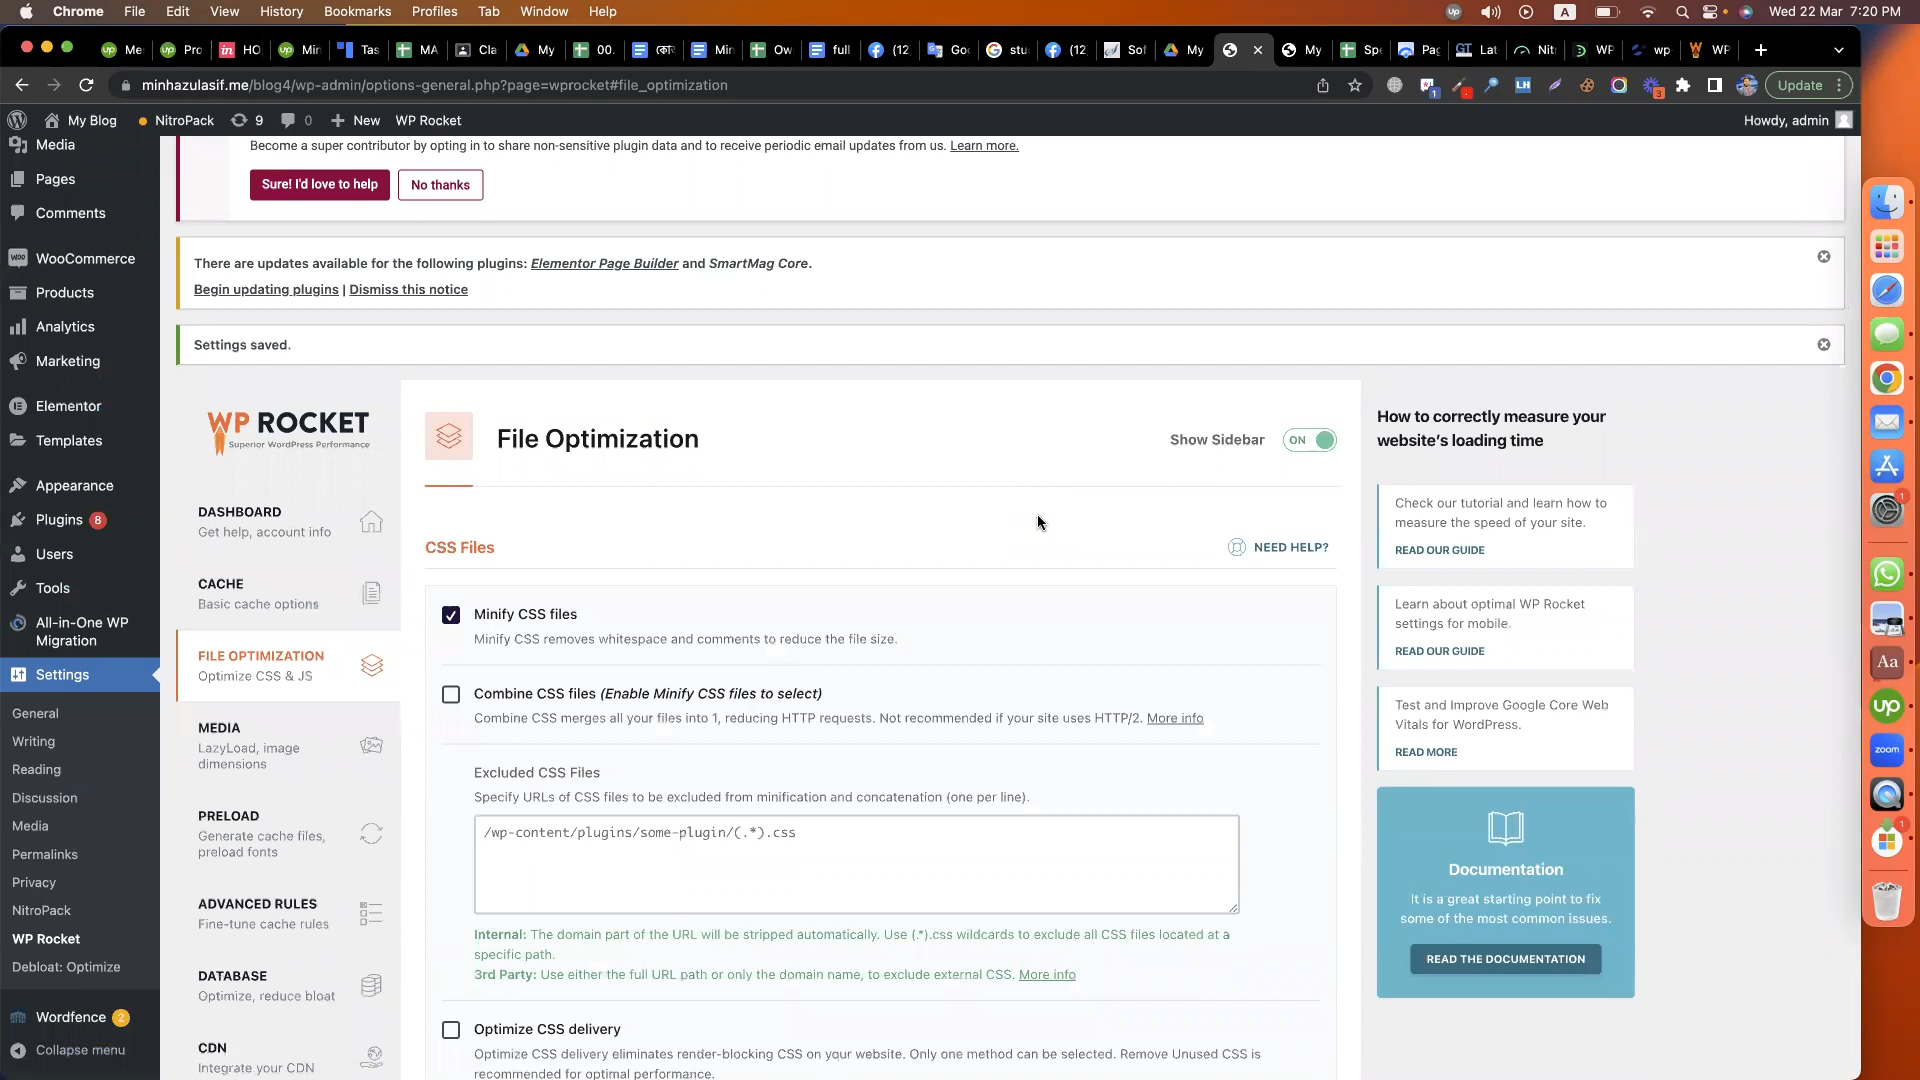 Chrome File Edit View History Bookmarks Profiles Tab Window Help
Wed 22 Mar 7:20 PM
minhazulasif.me/blog4/wp-admin/options-general.php?page=wprocket#file_optimization
Update
My Blog NitroPack 9 0 New WP Rocket
Howdy, admin
Media
Pages
Comments
WooCommerce
Products
Analytics
Marketing
Elementor
Templates
Appearance
Plugins 8
Users
Tools
All-in-One WP
Migration
Settings
General
Writing
Reading
Discussion
Media
Permalinks
Privacy
NitroPack
WP Rocket
Debloat: Optimize
Wordfence 2
Collapse menu
Become a super contributor by opting in to share non-sensitive plugin data and to receive periodic email updates from us. Learn more.
Sure! I'd love to help
No thanks
There are updates available for the following plugins: Elementor Page Builder and SmartMag Core.
Begin updating plugins | Dismiss this notice
Settings saved.
WP ROCKET
Superior WordPress Performance
DASHBOARD
Get help, account info
CACHE
Basic cache options
FILE OPTIMIZATION
Optimize CSS & JS
MEDIA
LazyLoad, image
dimensions
PRELOAD
Generate cache files,
preload fonts
ADVANCED RULES
Fine-tune cache rules
DATABASE
Optimize, reduce bloat
CDN
Integrate your CDN
File Optimization
Show Sidebar ON
CSS Files
NEED HELP?
Minify CSS files
Minify CSS removes whitespace and comments to reduce the file size.
Combine CSS files (Enable Minify CSS files to select)
Combine CSS merges all your files into 1, reducing HTTP requests. Not recommended if your site uses HTTP/2. More info
Excluded CSS Files
Specify URLs of CSS files to be excluded from minification and concatenation (one per line).
/wp-content/plugins/some-plugin/(.*).css
Internal: The domain part of the URL will be stripped automatically. Use (.*).css wildcards to exclude all CSS files located at a
specific path.
3rd Party: Use either the full URL path or only the domain name, to exclude external CSS. More info
Optimize CSS delivery
Optimize CSS delivery eliminates render-blocking CSS on your website. Only one method can be selected. Remove Unused CSS is
recommended for optimal performance.
How to correctly measure your
website's loading time
Check our tutorial and learn how to
measure the speed of your site.
READ OUR GUIDE
Learn about optimal WP Rocket
settings for mobile.
READ OUR GUIDE
Test and Improve Google Core Web
Vitals for WordPress.
READ MORE
Documentation
It is a great starting point to fix
some of the most common issues.
READ THE DOCUMENTATION